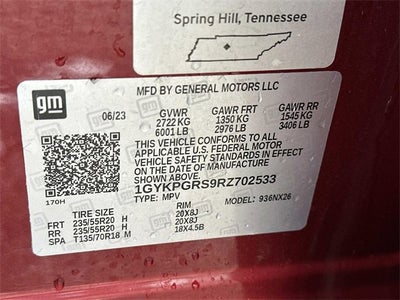 Spring Hill, Tennessee
gm
MFD BY GENERAL MOTORS LLC
06/23 GVWR GAWR FRT GAWR RR
2722 KG 1350 KG 1545 KG
6001 LB 2976 LB 3406 LB
THIS VEHICLE CONFORMS TO ALL
APPLICABLE U.S. FEDERAL MOTOR
VEHICLE SAFETY STANDARDS IN EFFECT
ON THE DATE OF MANUFACTURE SHOWN ABOVE.
1GYKPGRS9RZ702533
170H TYPE: MPV MODEL: 936NX26
TIRE SIZE RIM
FRT 235/55R20 H 20X8J
RR 235/55R20 H 20X8J
SPA T135/70R18 M 18X4.5B